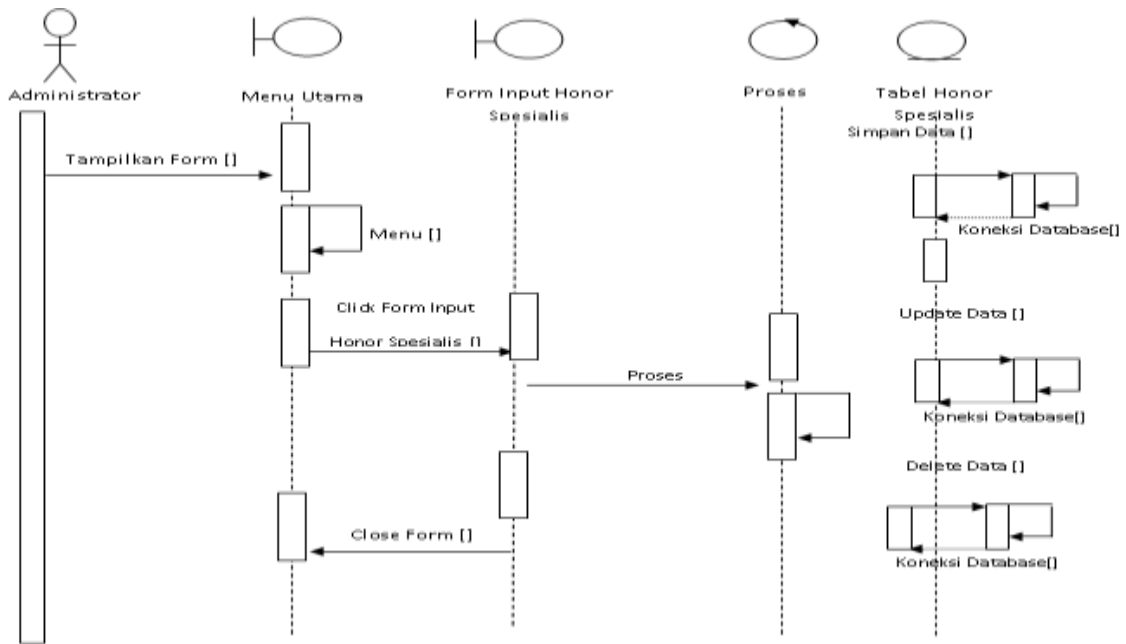 Administrator
Menu Utama
Form Input Honor
Spesialis
Proses
Tabel Honor
Spesialis
Simpan Data []
Tampilkan Form []
Menu []
Koneksi Database[]
Click Form Input
Honor Spesialis []
Update Data []
Proses
Koneksi Database[]
Delete Data []
Close Form []
Koneksi Database[]